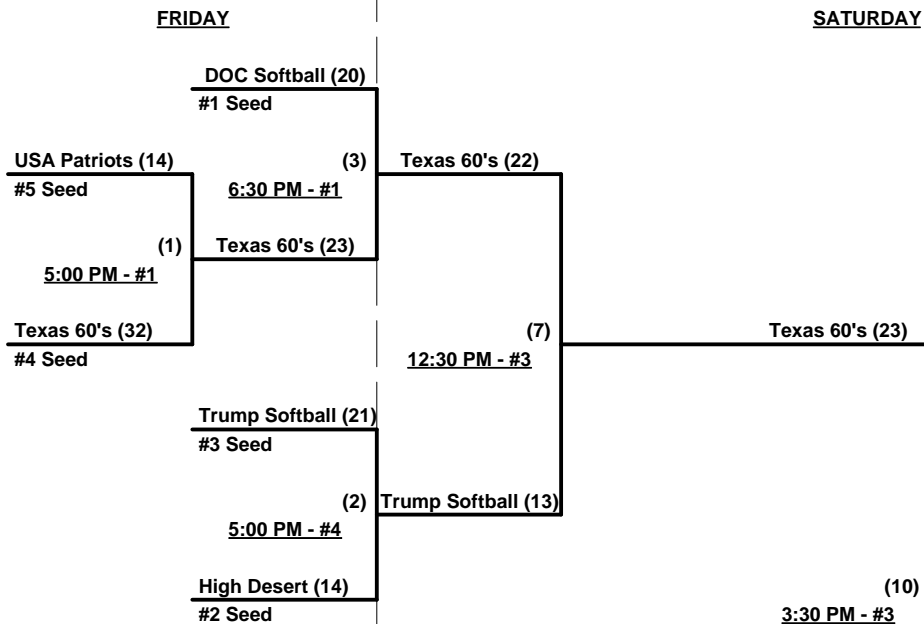 FRIDAY SATURDAY
DOC Softball (20)
#1 Seed
USA Patriots (14) (3) Texas 60's (22)
#5 Seed 6:30 PM - #1
(1) Texas 60's (23)
5:00 PM - #1
Texas 60's (32) (7) Texas 60's (23)
#4 Seed 12:30 PM - #3
Trump Softball (21)
#3 Seed
(2) Trump Softball (13)
5:00 PM - #4
High Desert (14) (10)
#2 Seed 3:30 PM - #3